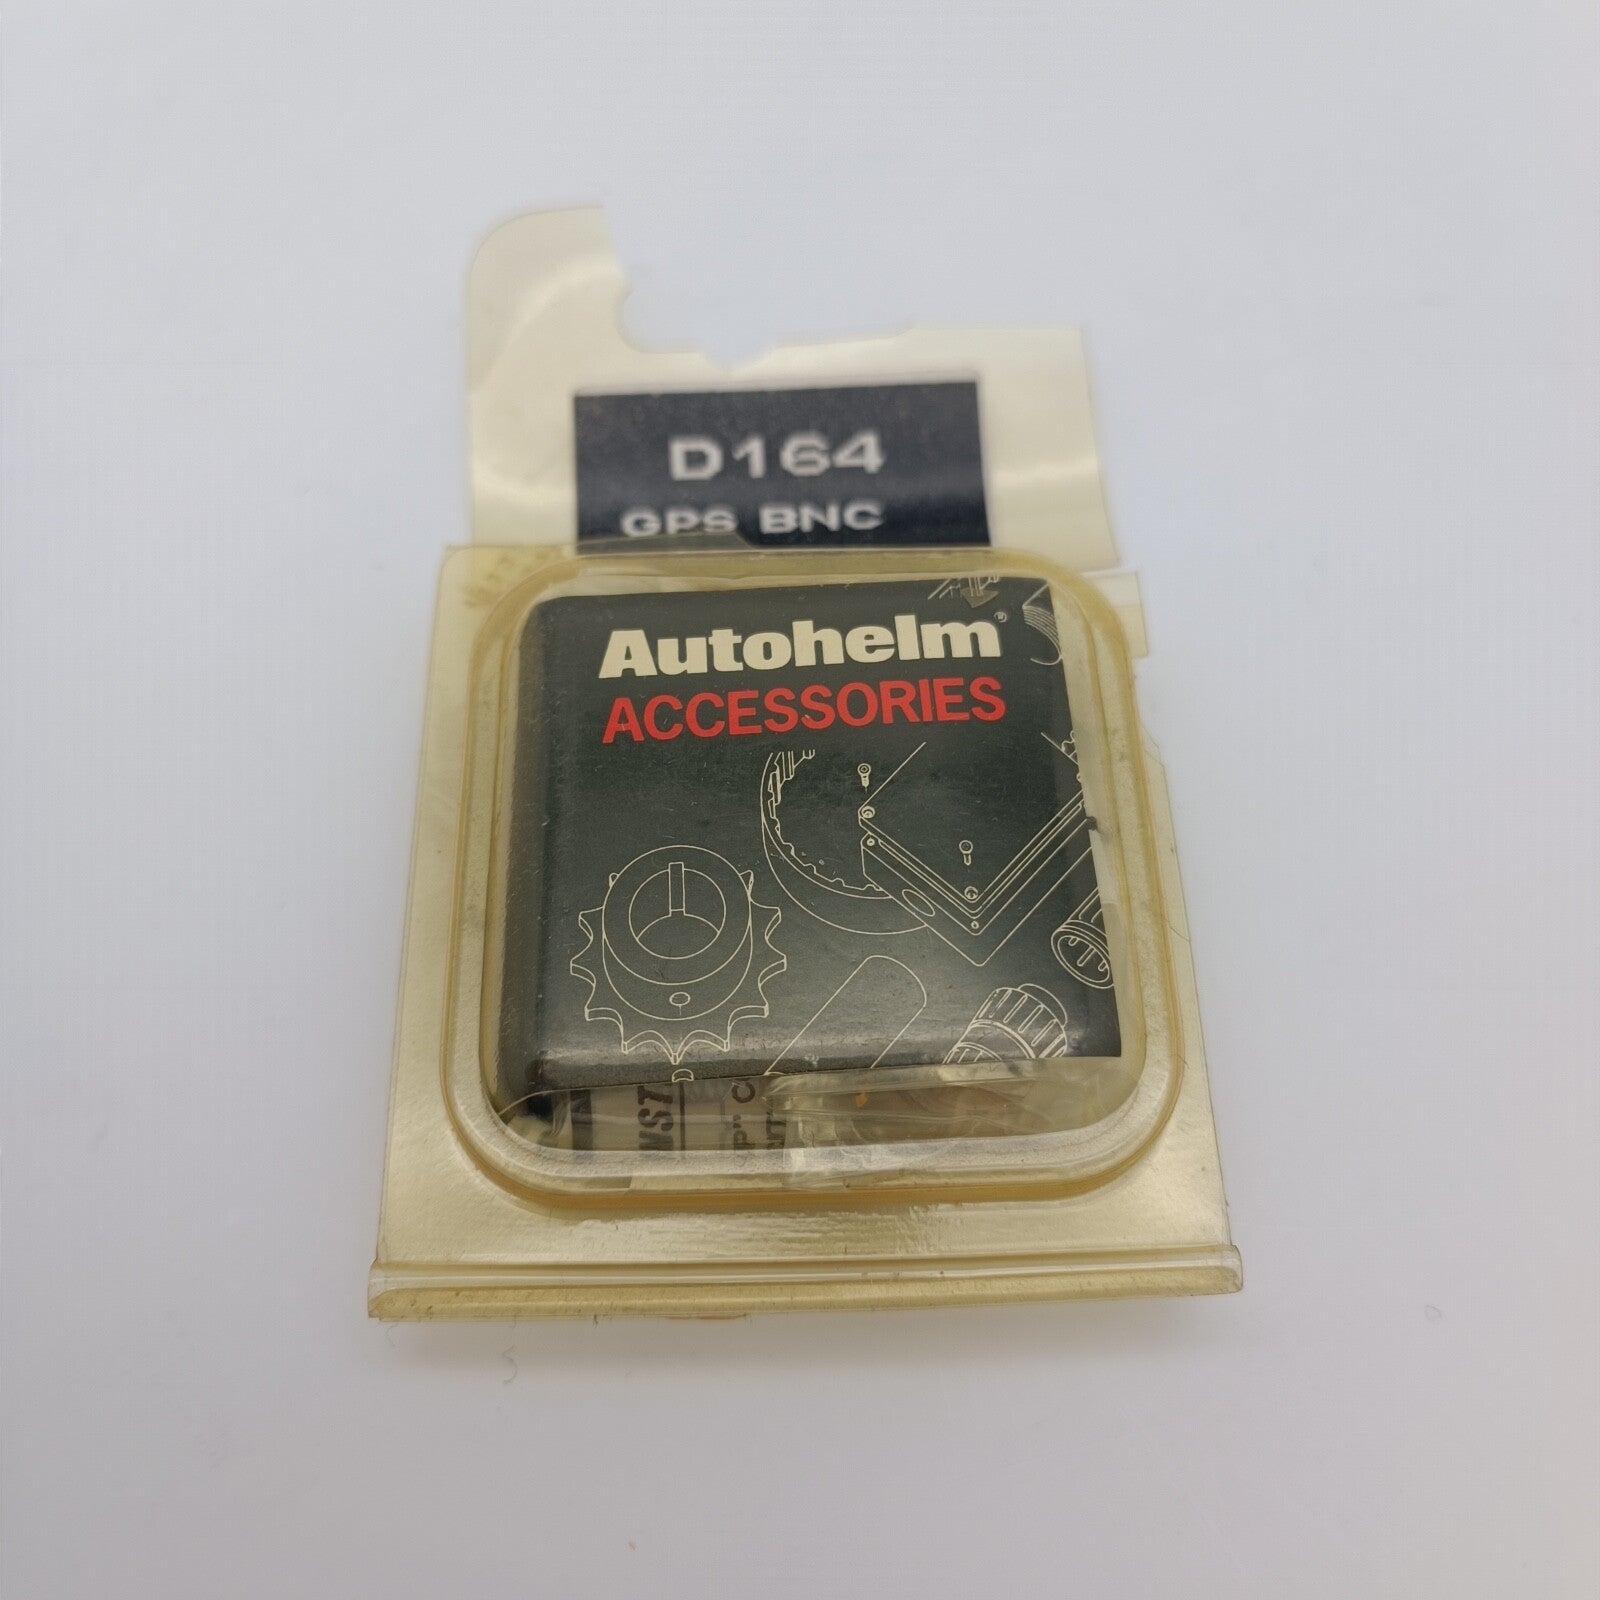 D164
GPS BNC
Autohelm®
ACCESSORIES